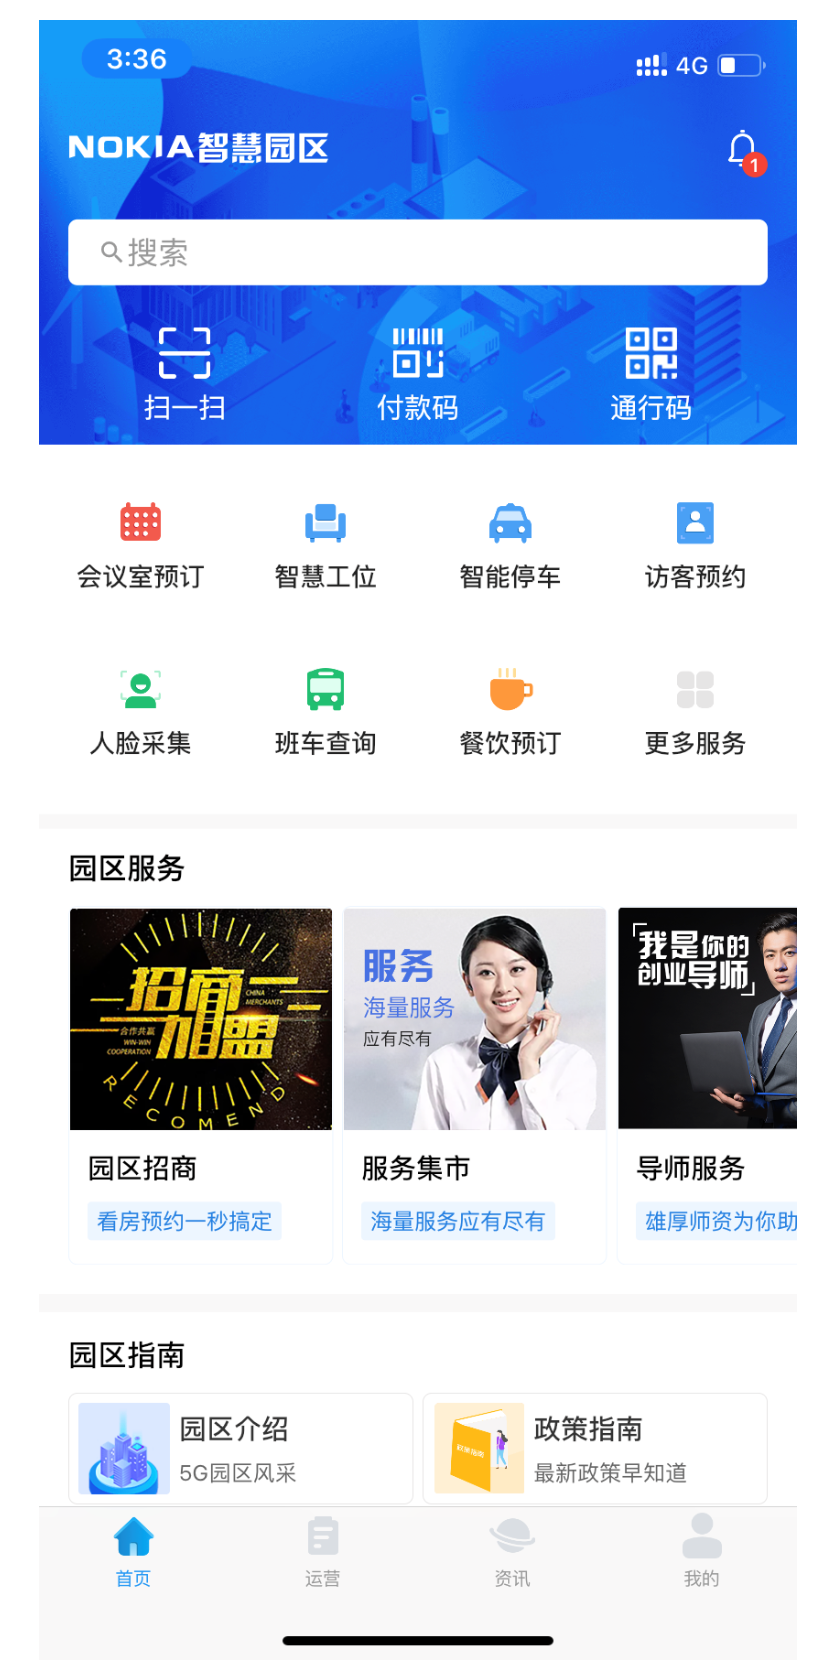 3:36
4G
NOKIA智慧园区
1
搜索
扫一扫
付款码
通行码
会议室预订
智慧工位
智能停车
访客预约
人脸采集
班车查询
餐饮预订
更多服务
园区服务
招商
CHINA
MERCHANTS
合作共赢
WIN-WIN
COOPERATION
加盟
RECOMEND
服务
海量服务
应有尽有
我是你的
创业导师
园区招商
服务集市
导师服务
看房预约一秒搞定
海量服务应有尽有
雄厚师资为你助
园区指南
园区介绍
5G园区风采
政策指南
政策指南
最新政策早知道
首页
运营
资讯
我的